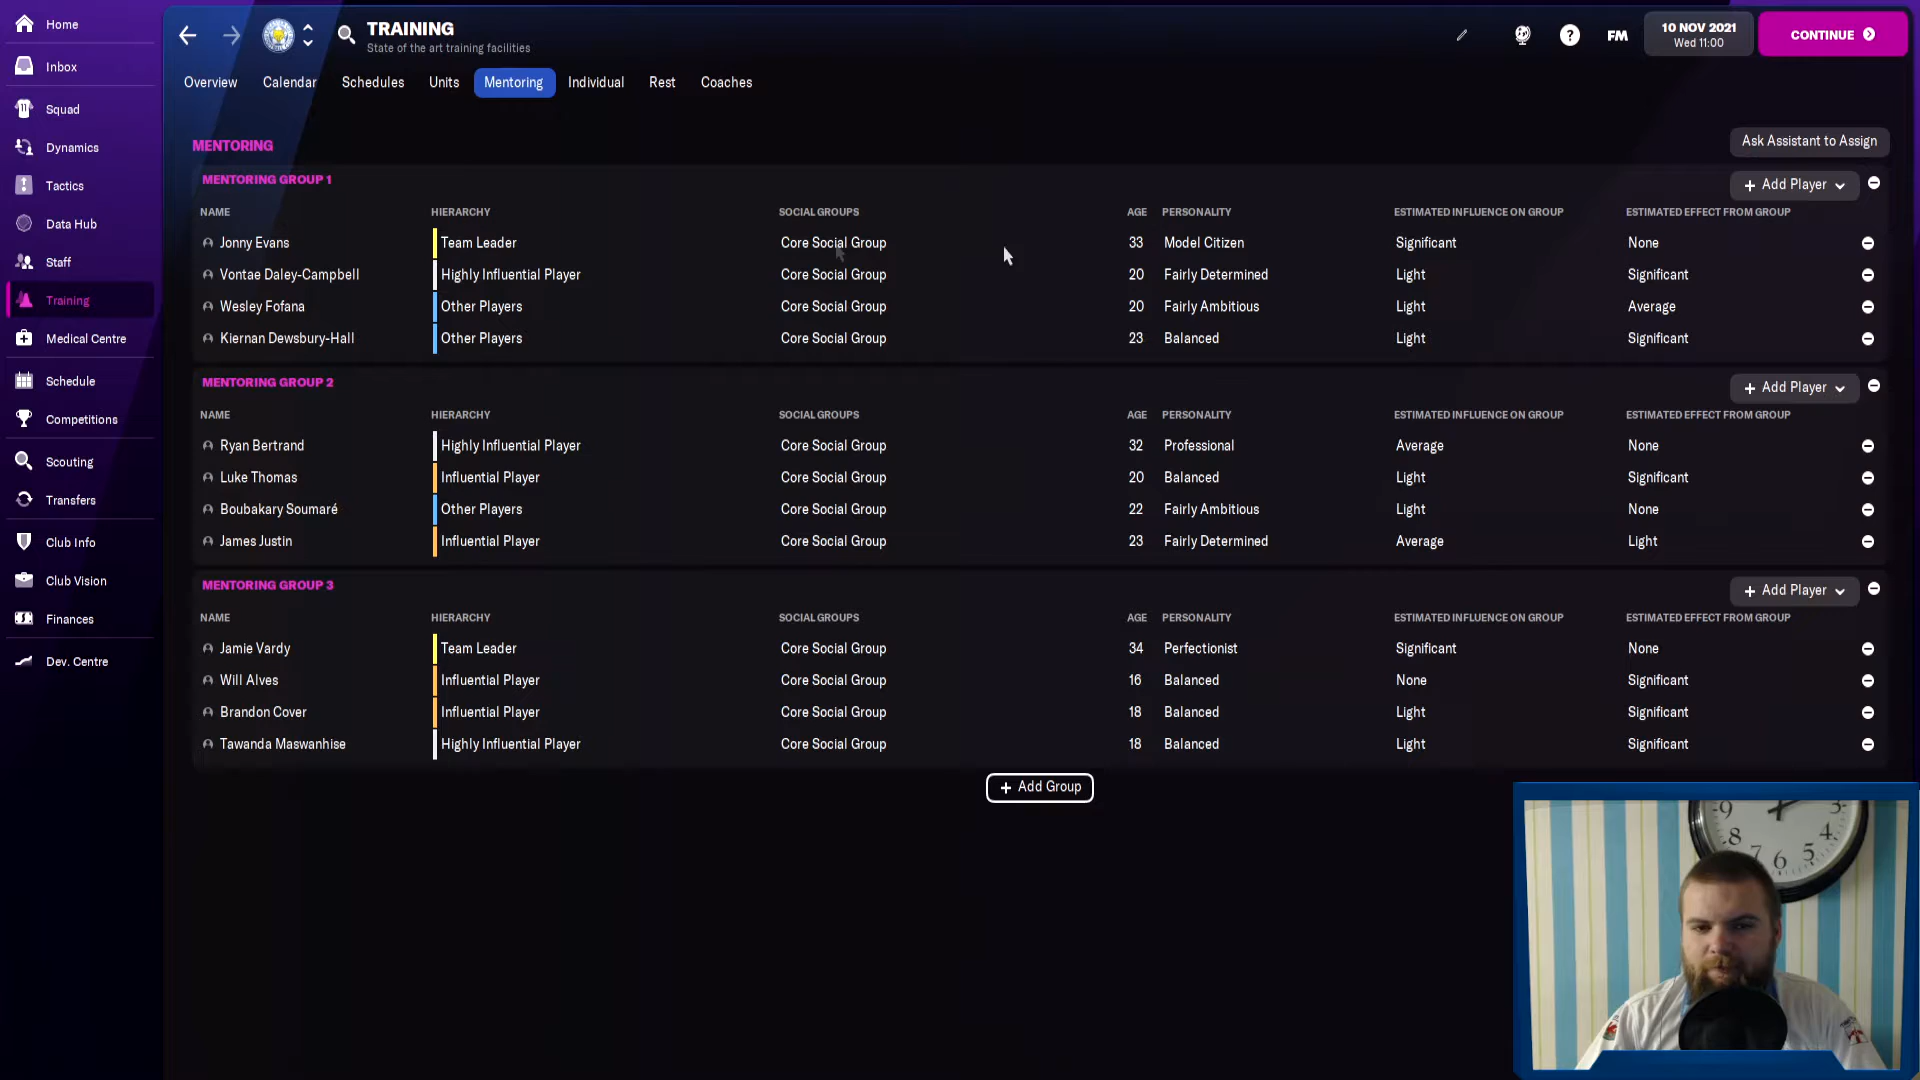 Home
Inbox
Squad
Dynamics
Tactics
Data Hub
Staff
Training
Medical Centre
Schedule
Competitions
Scouting
Transfers
Club Info
Club Vision
Finances
Dev. Centre
TRAINING
State of the art training facilities
? FM
10 NOV 2021
Wed 11:00
CONTINUE
Overview Calendar Schedules Units Mentoring Individual Rest Coaches
MENTORING
Ask Assistant to Assign
MENTORING GROUP 1
+ Add Player
NAME HIERARCHY SOCIAL GROUPS AGE PERSONALITY ESTIMATED INFLUENCE ON GROUP ESTIMATED EFFECT FROM GROUP
Jonny Evans Team Leader Core Social Group 33 Model Citizen Significant None
Vontae Daley-Campbell Highly Influential Player Core Social Group 20 Fairly Determined Light Significant
Wesley Fofana Other Players Core Social Group 20 Fairly Ambitious Light Average
Kiernan Dewsbury-Hall Other Players Core Social Group 23 Balanced Light Significant
MENTORING GROUP 2
+ Add Player
NAME HIERARCHY SOCIAL GROUPS AGE PERSONALITY ESTIMATED INFLUENCE ON GROUP ESTIMATED EFFECT FROM GROUP
Ryan Bertrand Highly Influential Player Core Social Group 32 Professional Average None
Luke Thomas Influential Player Core Social Group 20 Balanced Light Significant
Boubakary Soumaré Other Players Core Social Group 22 Fairly Ambitious Light None
James Justin Influential Player Core Social Group 23 Fairly Determined Average Light
MENTORING GROUP 3
+ Add Player
NAME HIERARCHY SOCIAL GROUPS AGE PERSONALITY ESTIMATED INFLUENCE ON GROUP ESTIMATED EFFECT FROM GROUP
Jamie Vardy Team Leader Core Social Group 34 Perfectionist Significant None
Will Alves Influential Player Core Social Group 16 Balanced None Significant
Brandon Cover Influential Player Core Social Group 18 Balanced Light Significant
Tawanda Maswanhise Highly Influential Player Core Social Group 18 Balanced Light Significant
+ Add Group
9 8 7 6 5 4 3